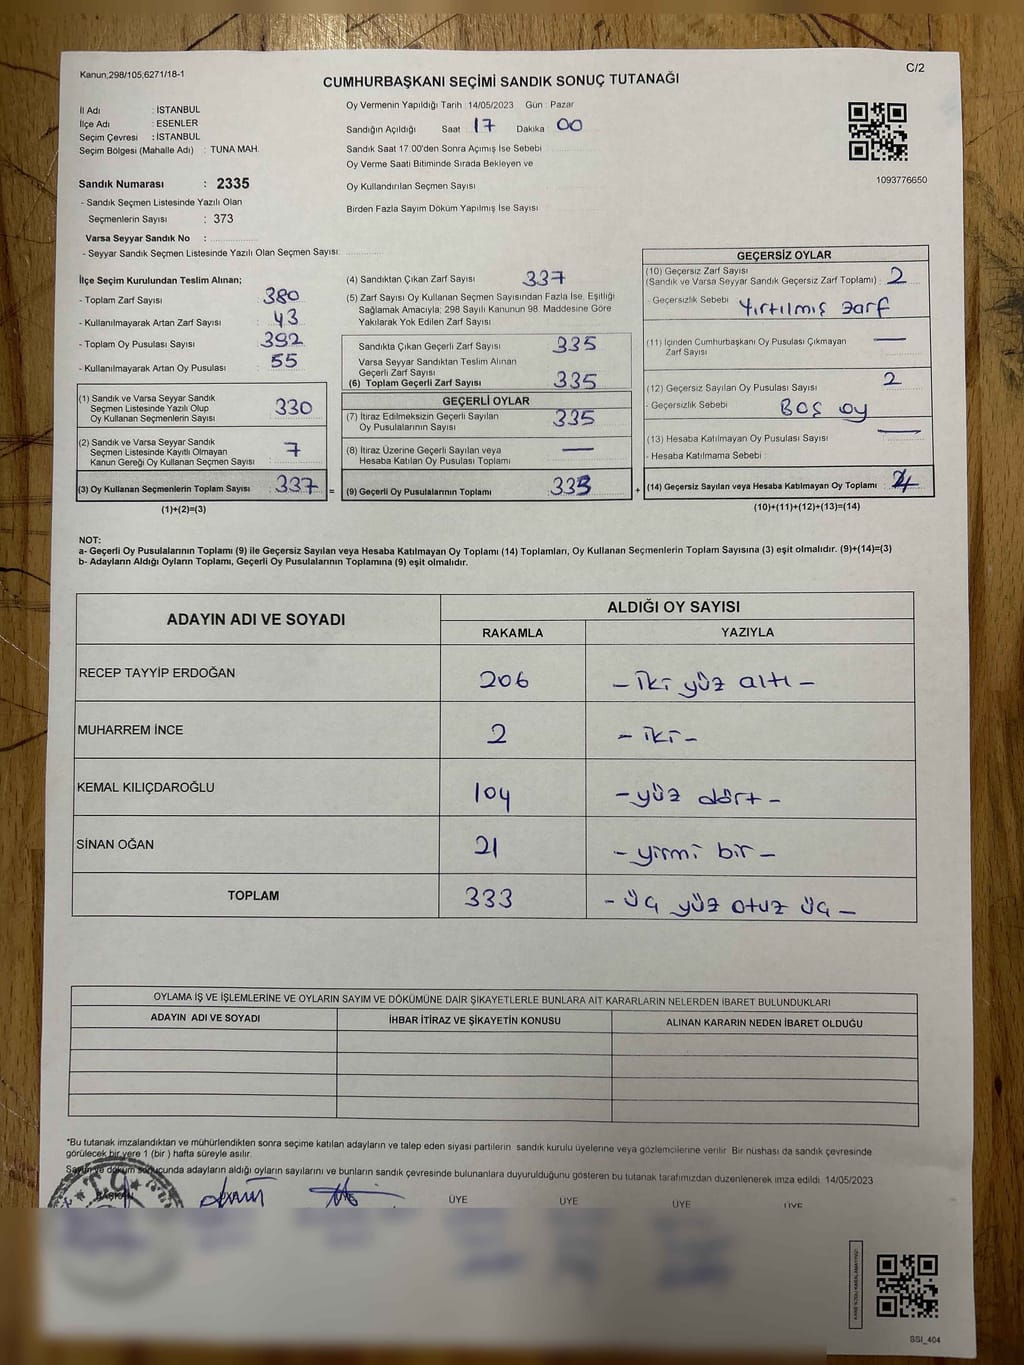 Kanun,298/105,6271/18-1
C/2
CUMHURBAŞKANI SEÇİMİ SANDIK SONUÇ TUTANAĞI
İl Adı : İSTANBUL
İlçe Adı : ESENLER
Seçim Çevresi : İSTANBUL
Seçim Bölgesi (Mahalle Adı) : TUNA MAH.
Sandık Numarası : 2335
- Sandık Seçmen Listesinde Yazılı Olan
Seçmenlerin Sayısı : 373
Varsa Seyyar Sandık No :
- Seyyar Sandık Seçmen Listesinde Yazılı Olan Seçmen Sayısı:
Oy Vermenin Yapıldığı Tarih : 14/05/2023 Gün : Pazar
Sandığın Açıldığı Saat : 17 Dakika : 00
Sandık Saat 17.00'den Sonra Açımış İse Sebebi
Oy Verme Saati Bitiminde Sırada Bekleyen ve
Oy Kullandırılan Seçmen Sayısı
Birden Fazla Sayım Döküm Yapılmış İse Sayısı
1093776650
İlçe Seçim Kurulundan Teslim Alınan;
- Toplam Zarf Sayısı : 380
- Kullanılmayarak Artan Zarf Sayısı : 43
- Toplam Oy Pusulası Sayısı : 392
- Kullanılmayarak Artan Oy Pusulası : 55
(1) Sandık ve Varsa Seyyar Sandık
Seçmen Listesinde Yazılı Olup
Oy Kullanan Seçmenlerin Sayısı : 330
(2) Sandık ve Varsa Seyyar Sandık
Seçmen Listesinde Kayıtlı Olmayan
Kanun Gereği Oy Kullanan Seçmen Sayısı : 7
(3) Oy Kullanan Seçmenlerin Toplam Sayısı : 337
(1)+(2)=(3)
=
(4) Sandıktan Çıkan Zarf Sayısı : 337
(5) Zarf Sayısı Oy Kullanan Seçmen Sayısından Fazla İse, Eşitliği
Sağlamak Amacıyla, 298 Sayılı Kanunun 98. Maddesine Göre
Yakılarak Yok Edilen Zarf Sayısı
Sandıkta Çıkan Geçerli Zarf Sayısı : 335
Varsa Seyyar Sandıktan Teslim Alınan
Geçerli Zarf Sayısı
(6) Toplam Geçerli Zarf Sayısı : 335
GEÇERLİ OYLAR
(7) İtiraz Edilmeksizin Geçerli Sayılan
Oy Pusulalarının Sayısı : 335
(8) İtiraz Üzerine Geçerli Sayılan veya
Hesaba Katılan Oy Pusulası Toplamı : —
(9) Geçerli Oy Pusulalarının Toplamı : 333
+
GEÇERSİZ OYLAR
(10) Geçersiz Zarf Sayısı
(Sandık ve Varsa Seyyar Sandık Geçersiz Zarf Toplamı) : 2
- Geçersizlik Sebebi : Yırtılmış zarf
(11) İçinden Cumhurbaşkanı Oy Pusulası Çıkmayan
Zarf Sayısı : —
(12) Geçersiz Sayılan Oy Pusulası Sayısı : 2
- Geçersizlik Sebebi : Boş oy
(13) Hesaba Katılmayan Oy Pusulası Sayısı : —
- Hesaba Katılmama Sebebi :
(14) Geçersiz Sayılan veya Hesaba Katılmayan Oy Toplamı : 4
(10)+(11)+(12)+(13)=(14)
NOT:
a- Geçerli Oy Pusulalarının Toplamı (9) ile Geçersiz Sayılan veya Hesaba Katılmayan Oy Toplamı (14) Toplamları, Oy Kullanan Seçmenlerin Toplam Sayısına (3) eşit olmalıdır. (9)+(14)=(3)
b- Adayların Aldığı Oyların Toplamı, Geçerli Oy Pusulalarının Toplamına (9) eşit olmalıdır.
ADAYIN ADI VE SOYADI ALDIĞI OY SAYISI
RAKAMLA YAZIYLA
RECEP TAYYİP ERDOĞAN 206 - iki yüz altı -
MUHARREM İNCE 2 - iki -
KEMAL KILIÇDAROĞLU 104 - yüz dört -
SİNAN OĞAN 21 - yirmi bir -
TOPLAM 333 - üç yüz otuz üç -
OYLAMA İŞ VE İŞLEMLERİNE VE OYLARIN SAYIM VE DÖKÜMÜNE DAİR ŞİKAYETLERLE BUNLARA AİT KARARLARIN NELERDEN İBARET BULUNDUKLARI
ADAYIN ADI VE SOYADI İHBAR İTİRAZ VE ŞİKAYETİN KONUSU ALINAN KARARIN NEDEN İBARET OLDUĞU
*Bu tutanak imzalandıktan ve mühürlendikten sonra seçime katılan adayların ve talep eden siyasi partilerin sandık kurulu üyelerine veya gözlemcilerine verilir. Bir nüshası da sandık çevresinde
görülecek bir yere 1 (bir ) hafta süreyle asılır.
Sayım ve döküm sonucunda adayların aldığı oyların sayılarını ve bunların sandık çevresinde bulunanlara duyurulduğunu gösteren bu tutanak tarafımızdan düzenlenerek imza edildi. 14/05/2023
BAŞKAN ÜYE ÜYE ÜYE ÜYE
T.C.
SSI_404